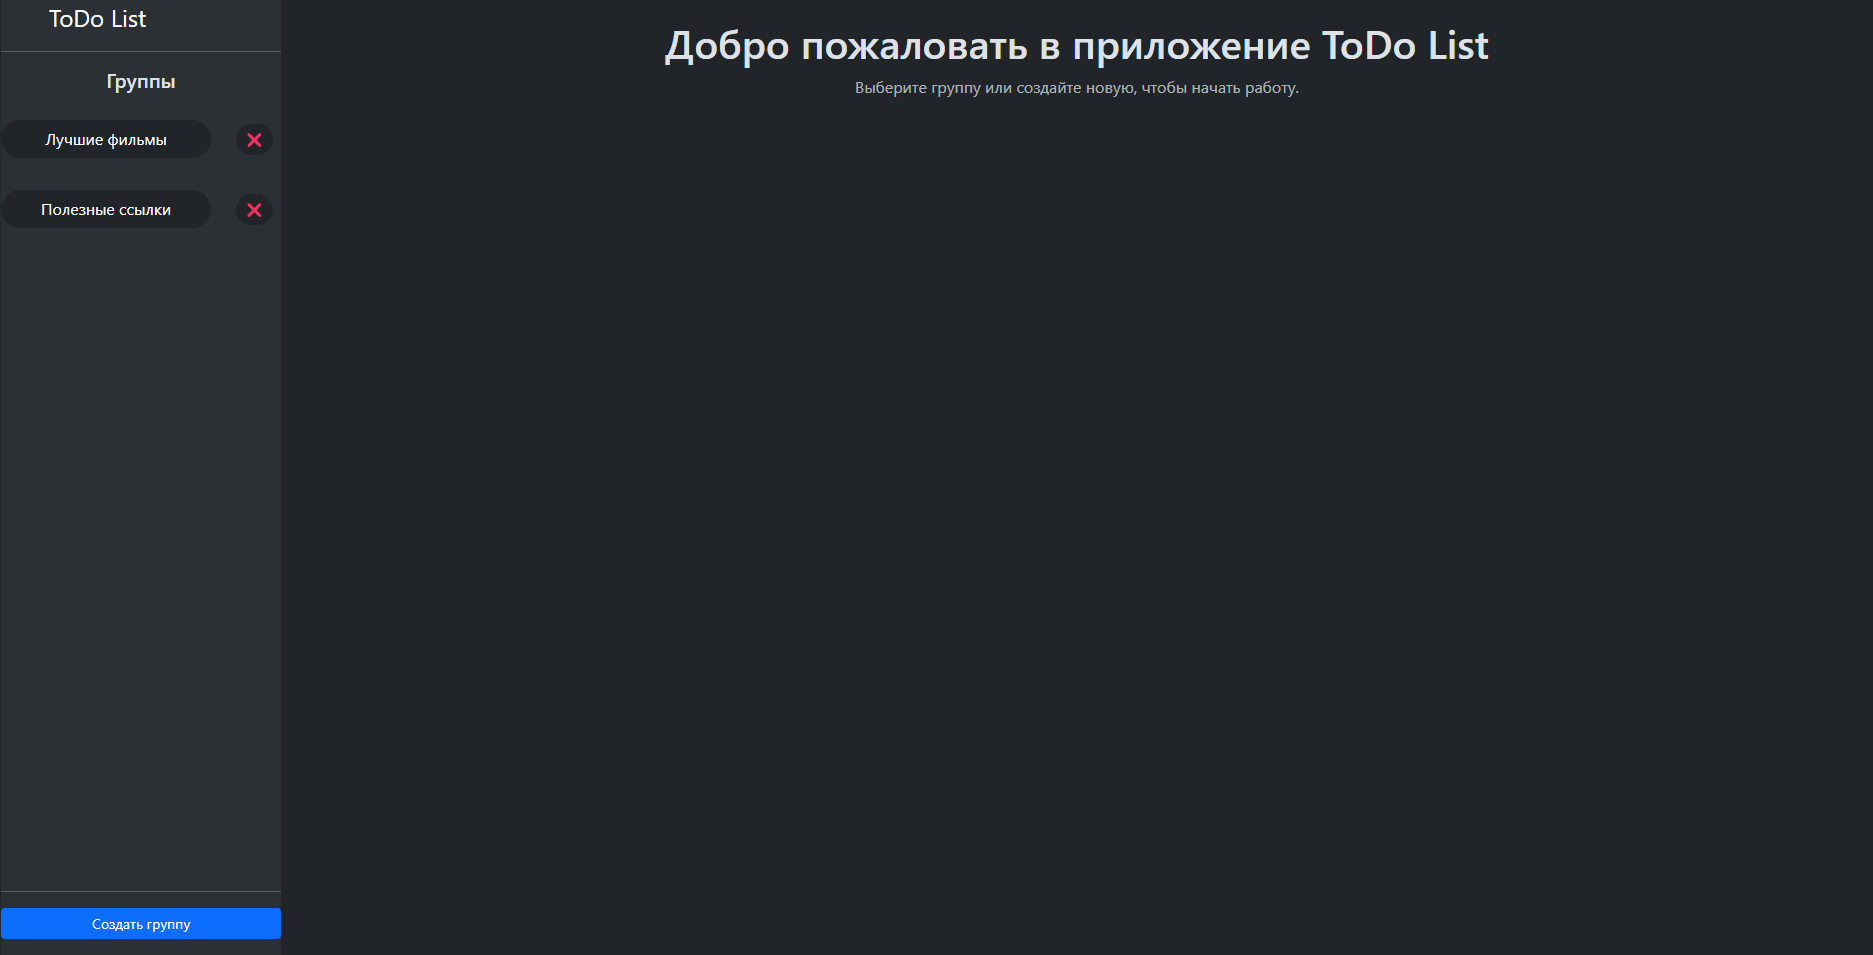 ToDo List
Группы
Лучшие фильмы
Полезные ссылки
Создать группу
Добро пожаловать в приложение ToDo List
Выберите группу или создайте новую, чтобы начать работу.